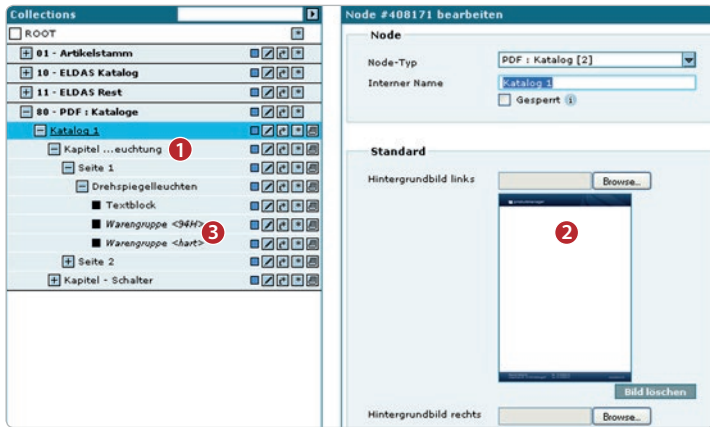 Collections
ROOT
01 - Artikelstamm
10 - ELDAS Katalog
11 - ELDAS Rest
80 - PDF : Kataloge
Katalog 1
Kapitel ...euchtung
1
Seite 1
Drehspiegelleuchten
Textblock
Warengruppe <94H>
3
Warengruppe <hart>
Seite 2
Kapitel - Schalter
Node #408171 bearbeiten
Node
Node-Typ
PDF : Katalog [2]
Interner Name
Katalog 1
Gesperrt
i
Standard
Hintergrundbild links
Browse...
2
Bild löschen
Hintergrundbild rechts
Browse...